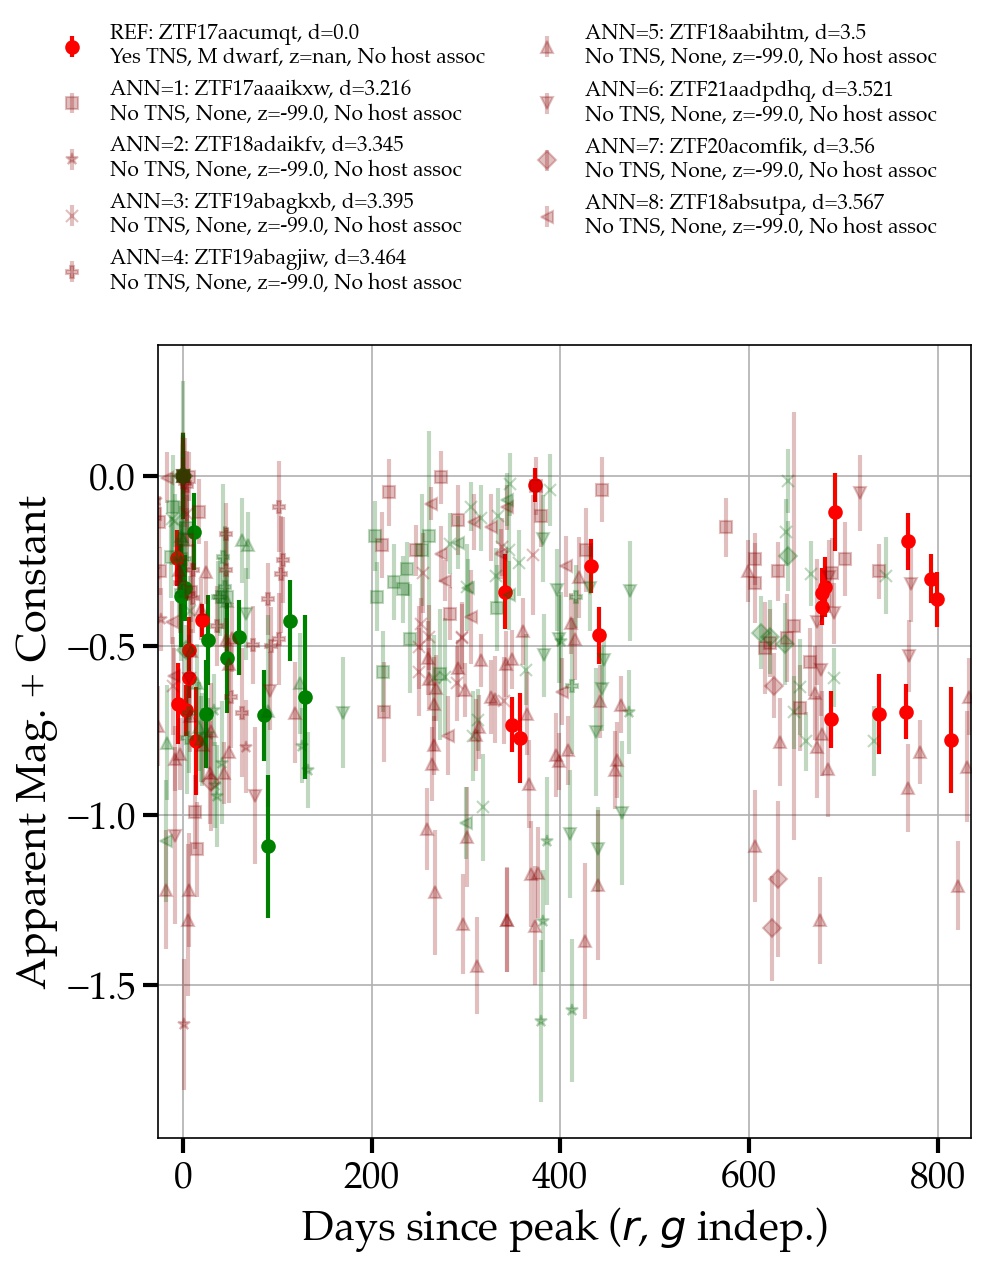 REF: ZTF17aacumqt, d=0.0
Yes TNS, M dwarf, z=nan, No host assoc
ANN=1: ZTF17aaaikxw, d=3.216
No TNS, None, z=-99.0, No host assoc
ANN=2: ZTF18adaikfv, d=3.345
No TNS, None, z=-99.0, No host assoc
ANN=3: ZTF19abagkxb, d=3.395
No TNS, None, z=-99.0, No host assoc
ANN=4: ZTF19abagjiw, d=3.464
No TNS, None, z=-99.0, No host assoc
ANN=5: ZTF18aabihtm, d=3.5
No TNS, None, z=-99.0, No host assoc
ANN=6: ZTF21aadpdhq, d=3.521
No TNS, None, z=-99.0, No host assoc
ANN=7: ZTF20acomfik, d=3.56
No TNS, None, z=-99.0, No host assoc
ANN=8: ZTF18absutpa, d=3.567
No TNS, None, z=-99.0, No host assoc
Apparent Mag. + Constant
0.0
−0.5
−1.0
−1.5
0 200 400 600 800
Days since peak (r, g indep.)